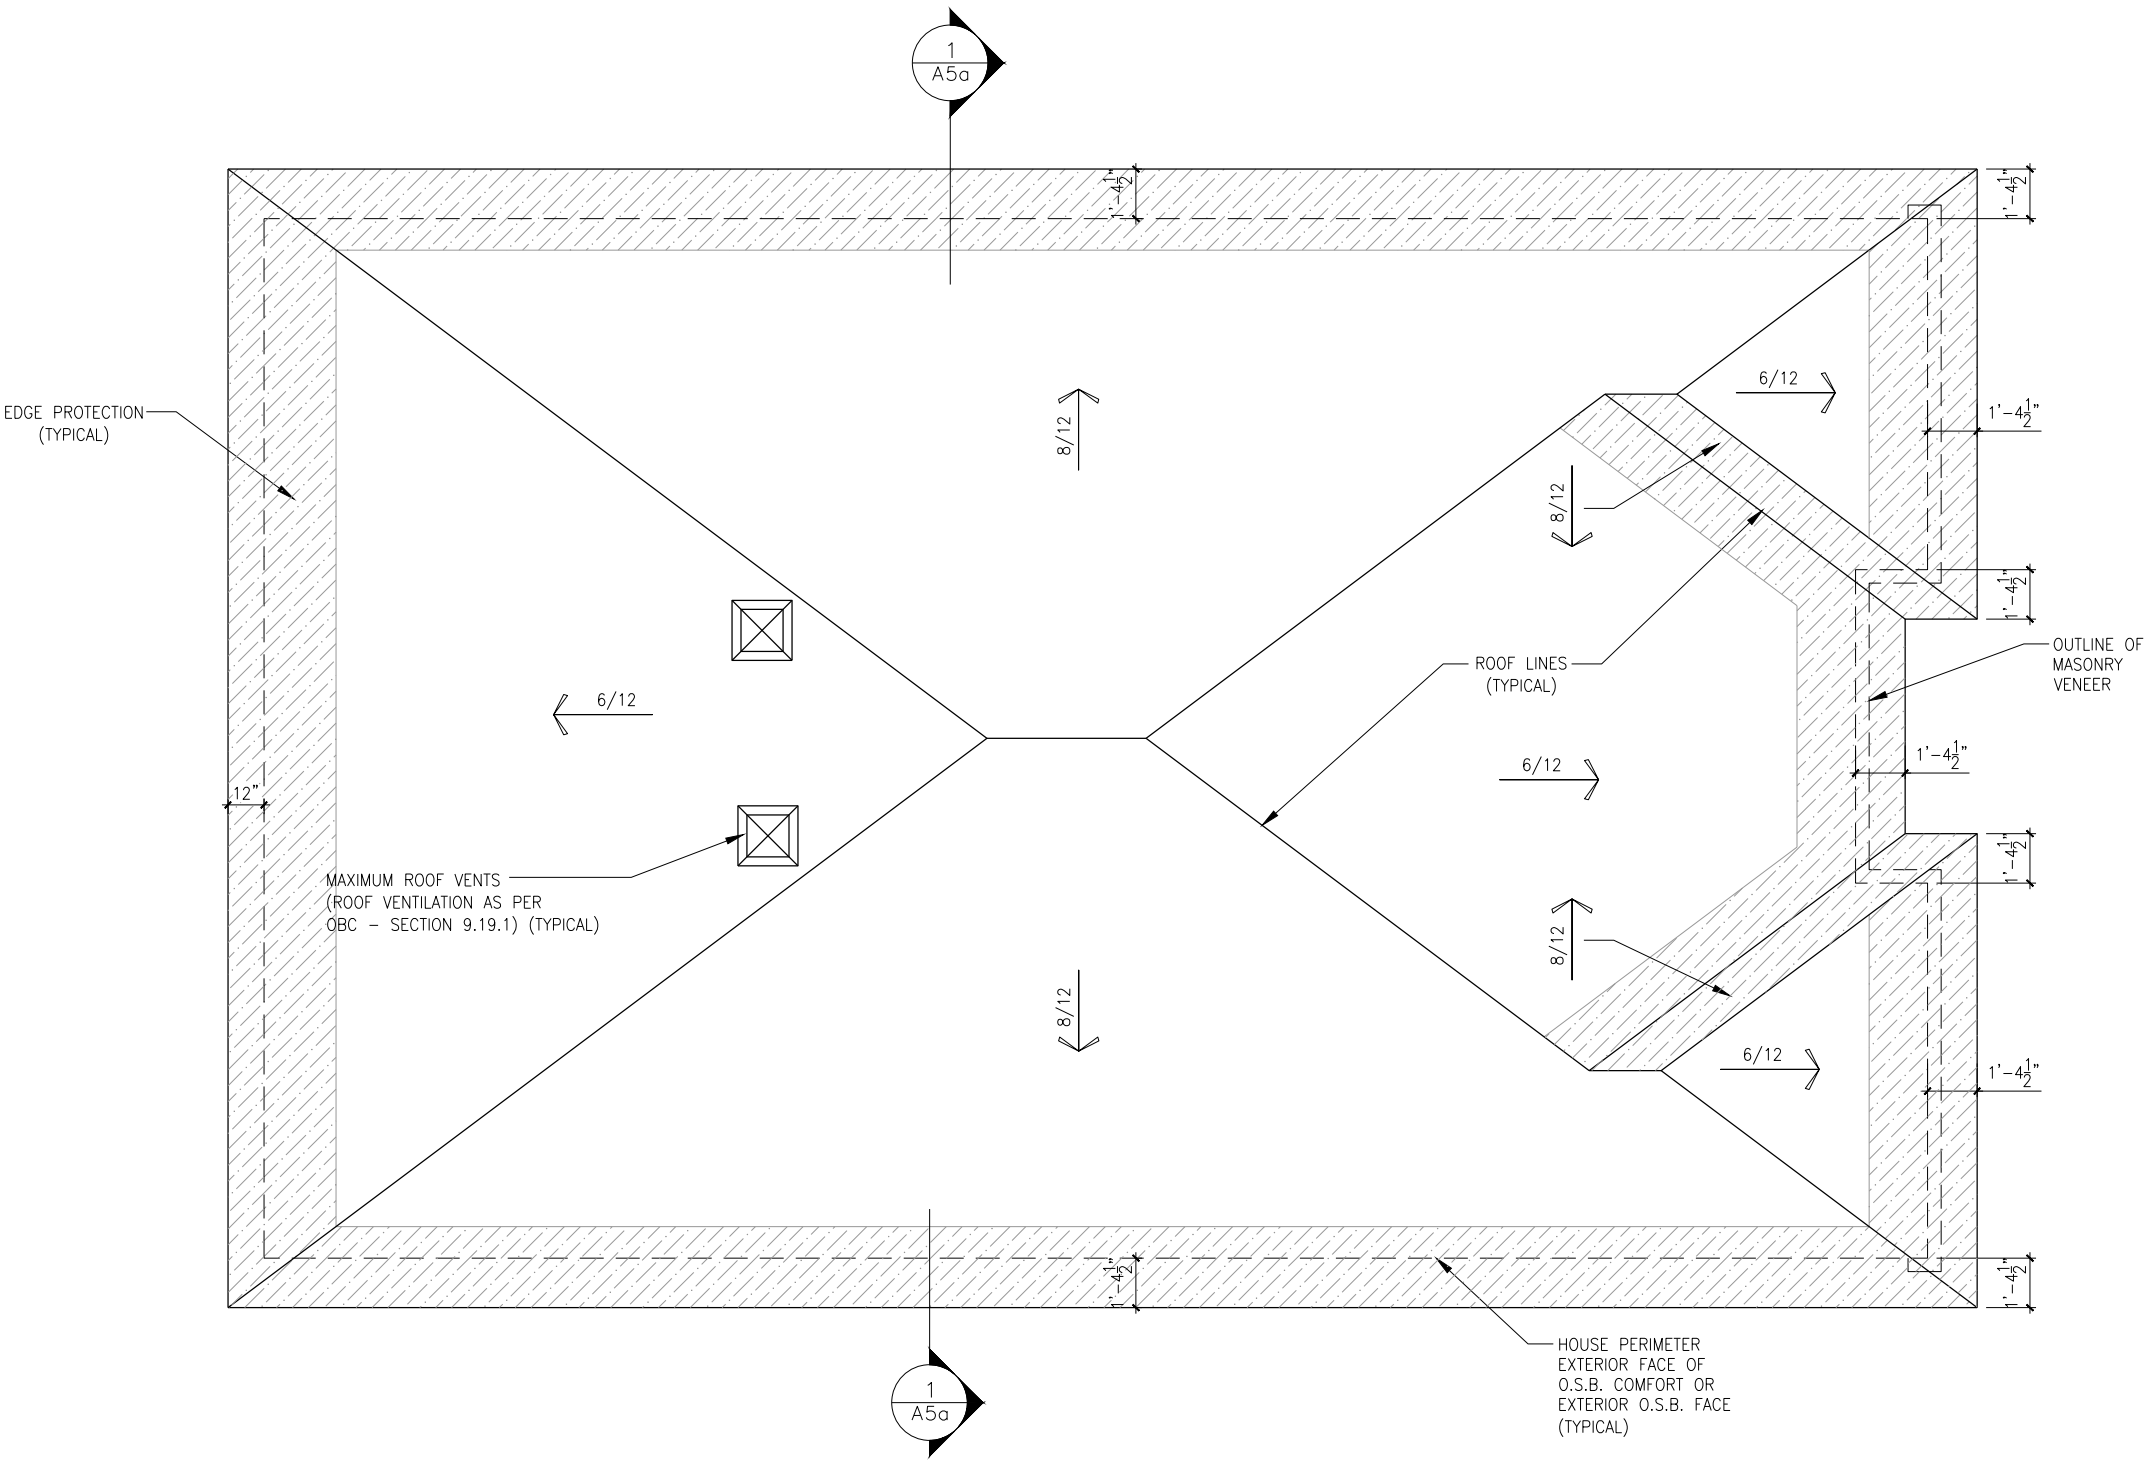 1
A5a
1'-4½"
1'-4½"
6/12
EDGE PROTECTION
(TYPICAL)
8/12
1'-4½"
8/12
1'-4½"
OUTLINE OF
MASONRY
VENEER
ROOF LINES
(TYPICAL)
6/12
1'-4½"
6/12
12"
1'-4½"
MAXIMUM ROOF VENTS
(ROOF VENTILATION AS PER
OBC - SECTION 9.19.1) (TYPICAL)
8/12
8/12
6/12
1'-4½"
1'-4½"
1'-4½"
HOUSE PERIMETER
EXTERIOR FACE OF
O.S.B. COMFORT OR
EXTERIOR O.S.B. FACE
(TYPICAL)
1
A5a